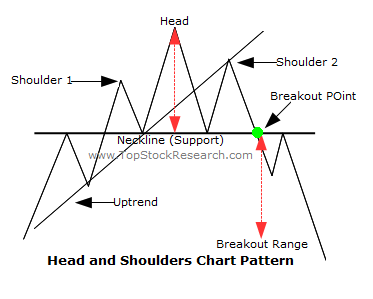 Head
Shoulder 2
Shoulder 1
Breakout POint
Neckline (Support)
www.TopStockResearch.com
Uptrend
Breakout Range
Head and Shoulders Chart Pattern